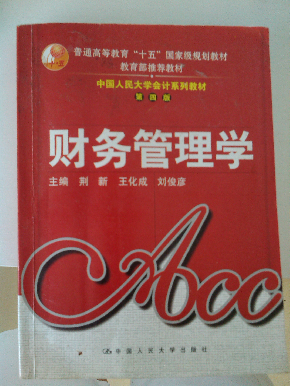 普通高等教育“十五”国家级规划教材
教育部推荐教材
中国人民大学会计系列教材
第四版
财务管理学
主编 荆新 王化成 刘俊彦
Acc
中国人民大学出版社